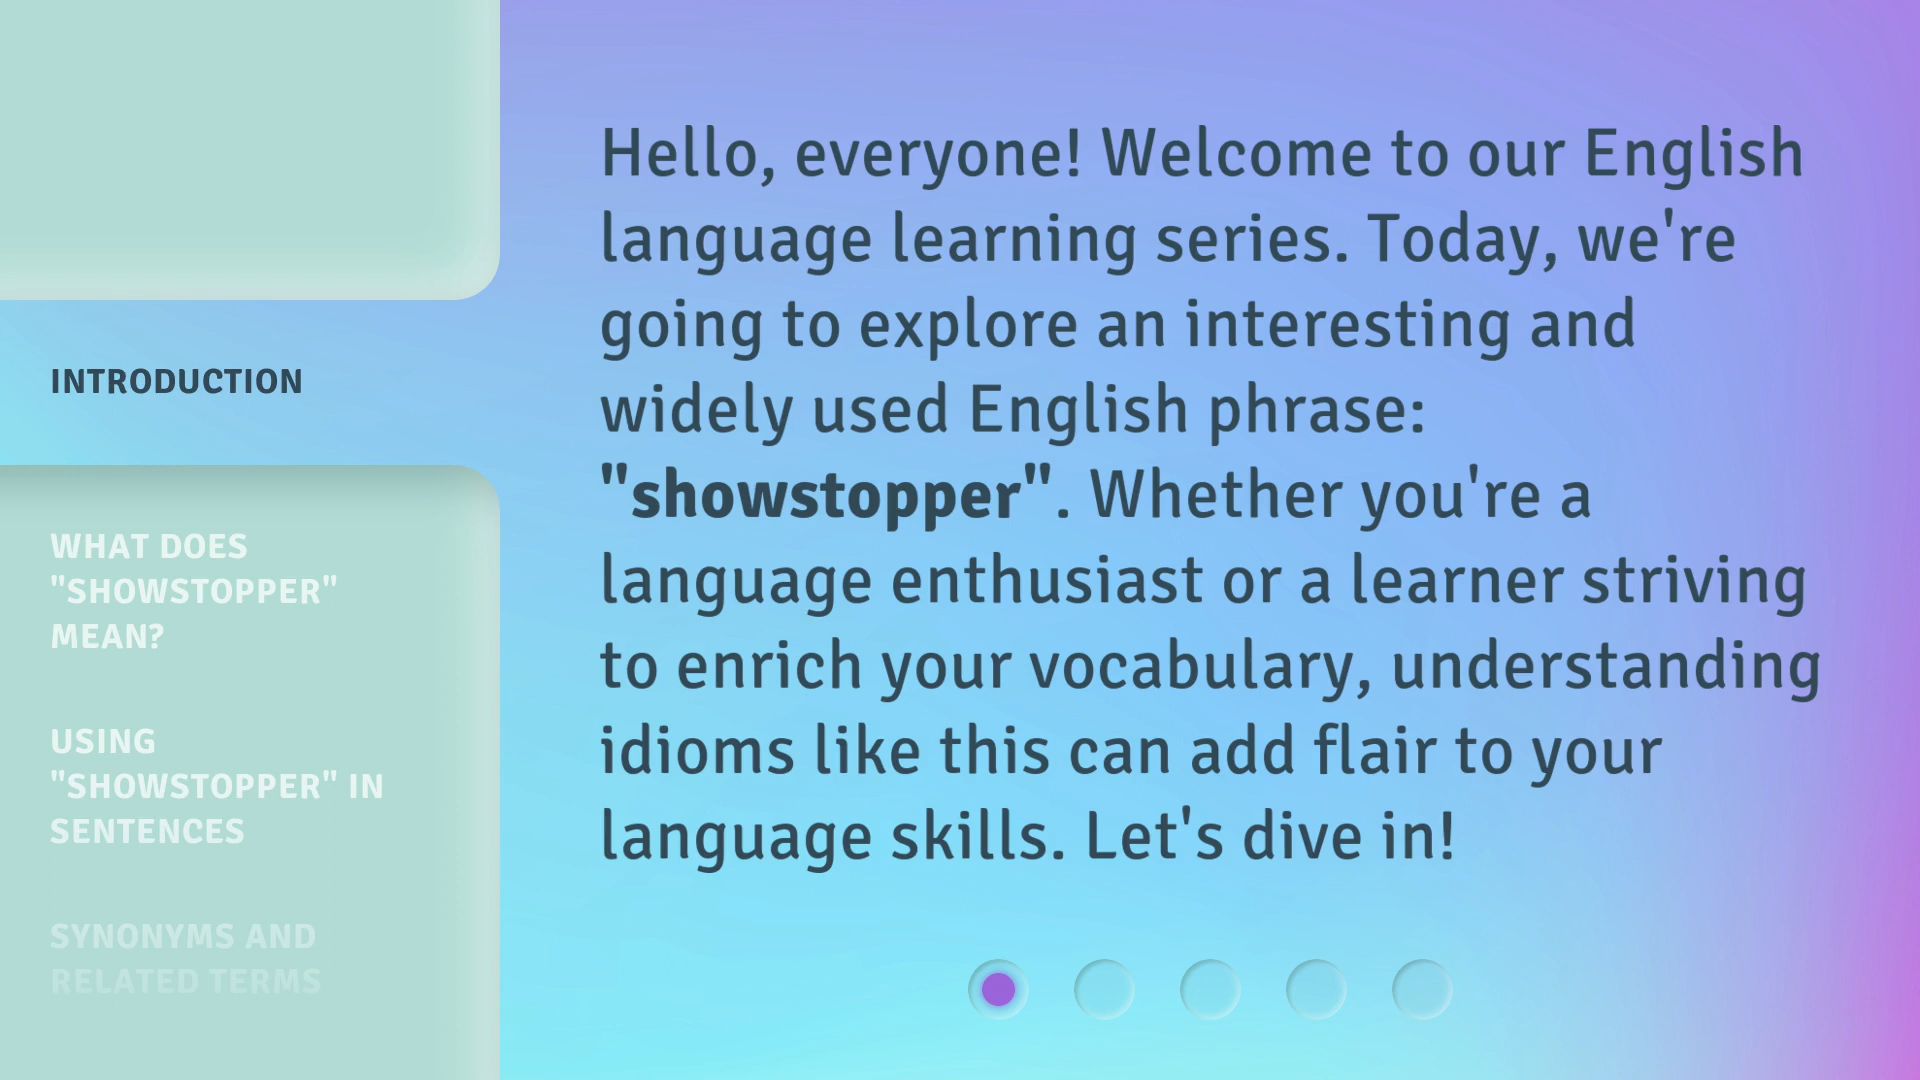 INTRODUCTION
WHAT DOES
"SHOWSTOPPER"
MEAN?
USING
"SHOWSTOPPER" IN
SENTENCES
SYNONYMS AND
RELATED TERMS
Hello, everyone! Welcome to our English
language learning series. Today, we're
going to explore an interesting and
widely used English phrase:
"showstopper". Whether you're a
language enthusiast or a learner striving
to enrich your vocabulary, understanding
idioms like this can add flair to your
language skills. Let's dive in!